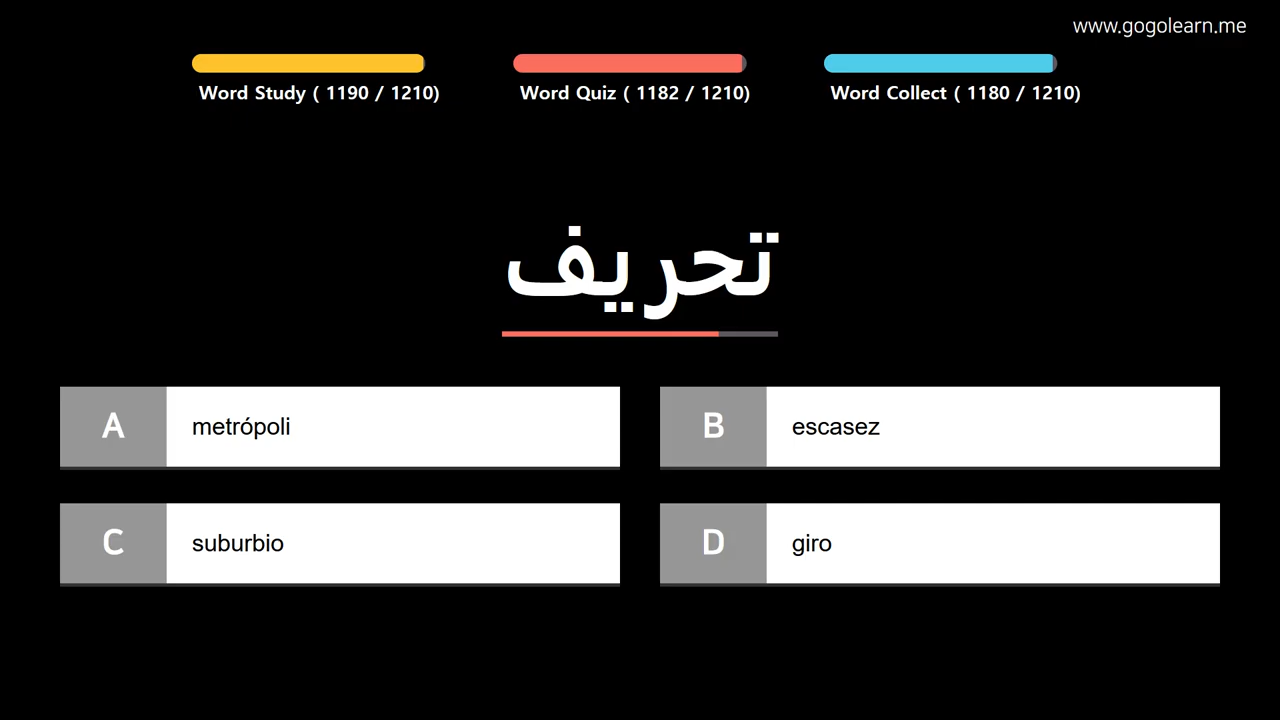 www.gogolearn.me
Word Study ( 1190 / 1210)
Word Quiz ( 1182 / 1210)
Word Collect ( 1180 / 1210)
تحريف
A metrópoli
B escasez
C suburbio
D giro